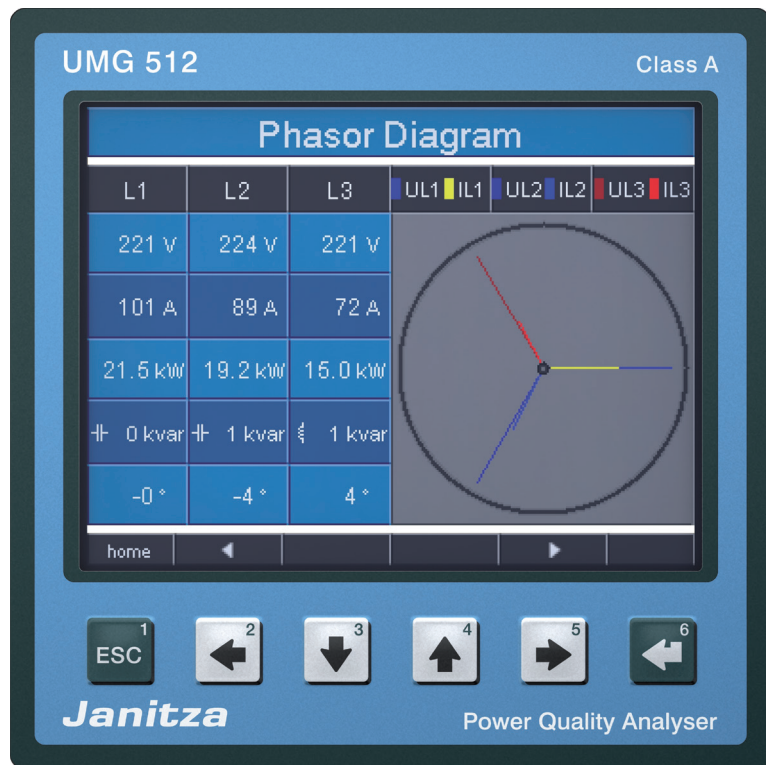 UMG 512 Class A
Phasor Diagram
L1 L2 L3 UL1 IL1 UL2 IL2 UL3 IL3
221 V 224 V 221 V
101 A 89 A 72 A
21.5 kW 19.2 kW 15.0 kW
0 kvar 1 kvar 1 kvar
-0 ° -4 ° 4 °
home
1 2 3 4 5 6
ESC
Janitza Power Quality Analyser